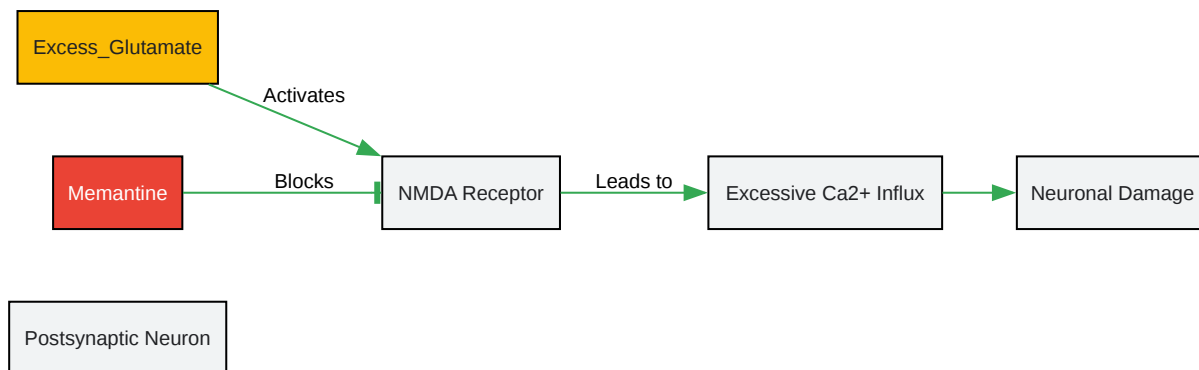 Excess_Glutamate
Activates
Memantine
Blocks
NMDA Receptor
Leads to
Excessive Ca2+ Influx
Neuronal Damage
Postsynaptic Neuron